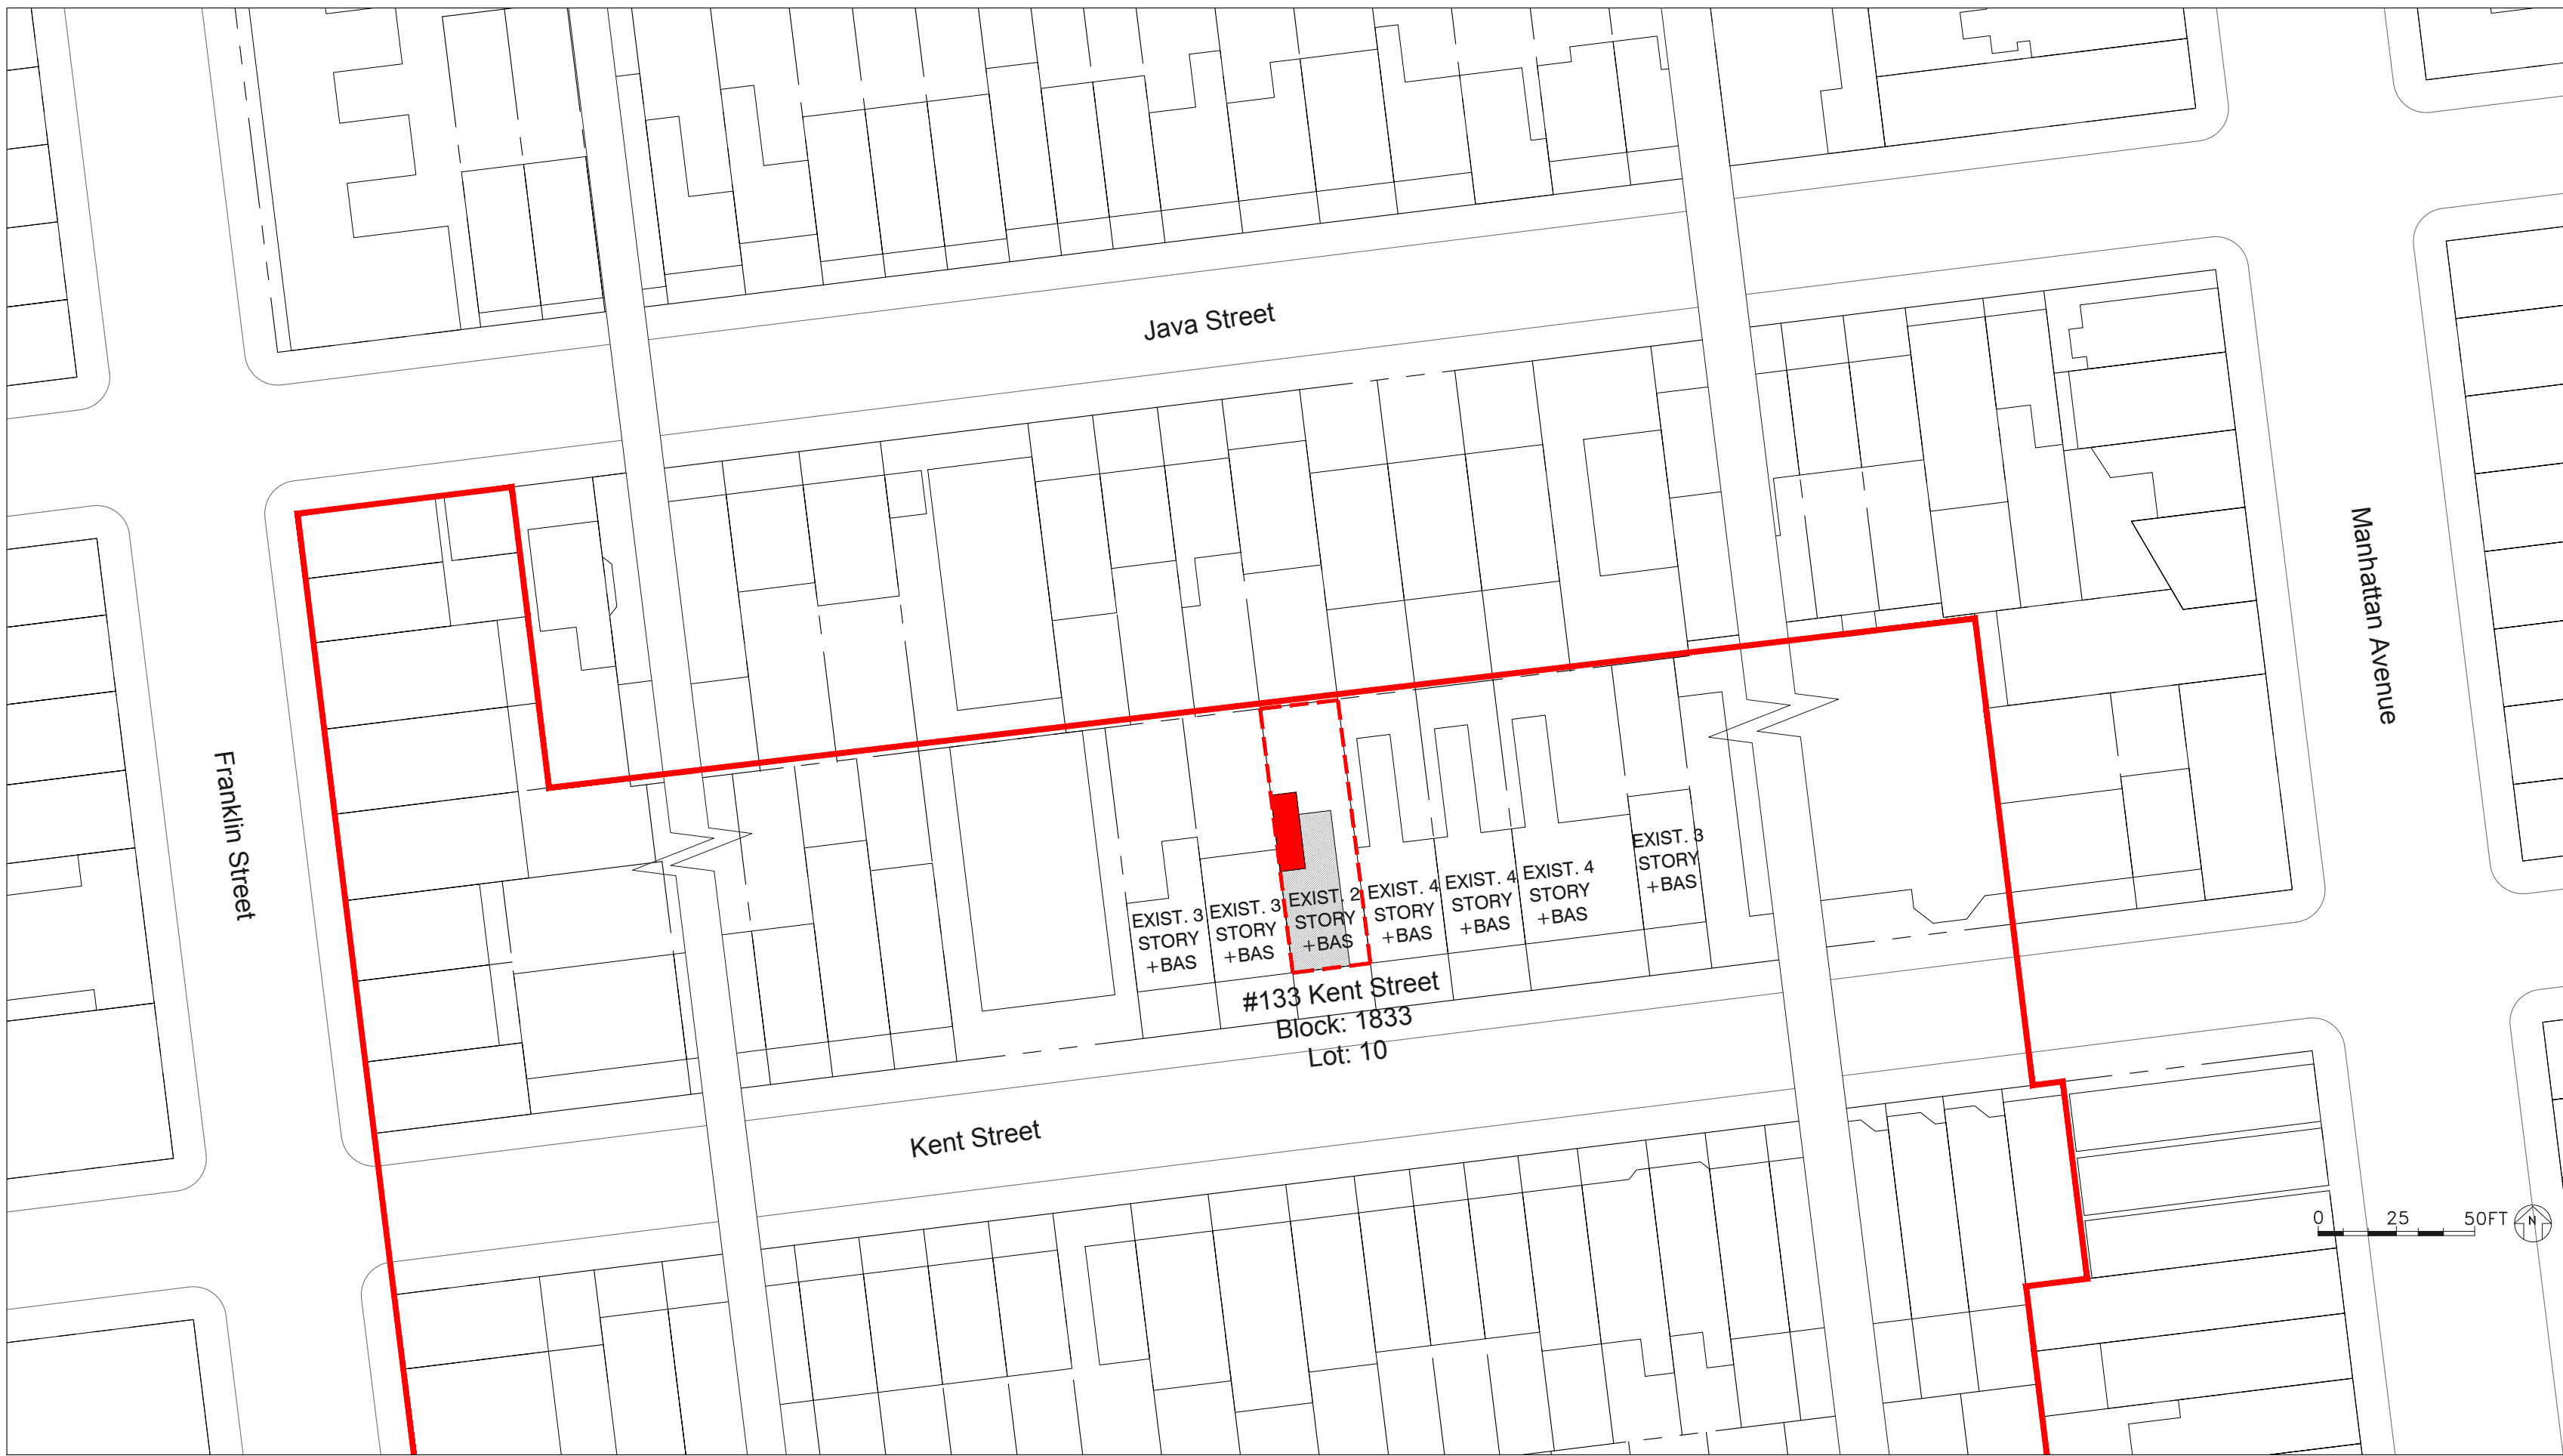 Java Street
Manhattan Avenue
Franklin Street
EXIST. 3
STORY
+BAS
EXIST. 3
STORY
+BAS
EXIST. 2
STORY
+BAS
EXIST. 4
STORY
+BAS
EXIST. 4
STORY
+BAS
EXIST. 4
STORY
+BAS
EXIST. 3
STORY
+BAS
#133 Kent Street
Block: 1833
Lot: 10
Kent Street
0 25 50FT
N